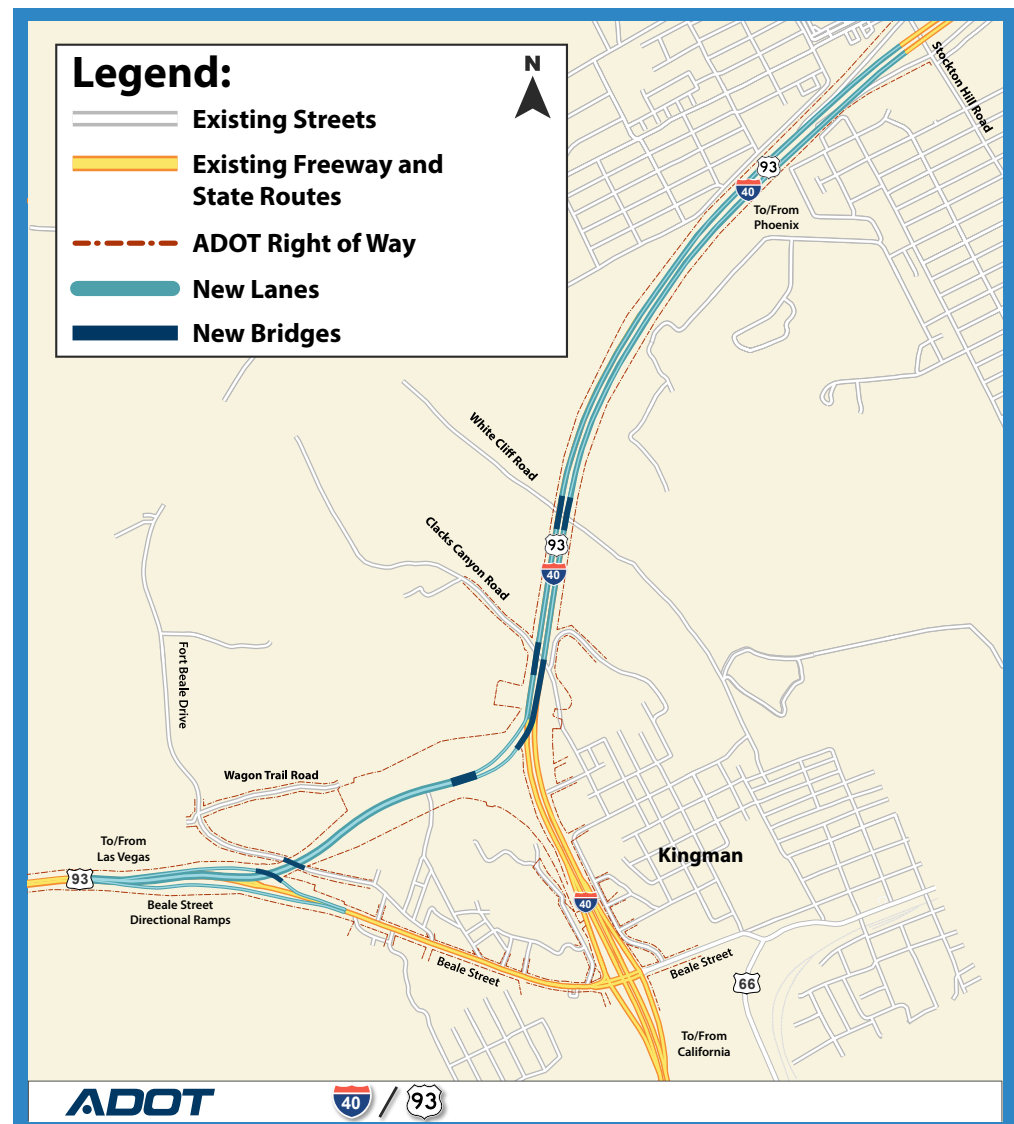 Legend:
N
Existing Streets
Existing Freeway and
State Routes
ADOT Right of Way
New Lanes
New Bridges
Stockton Hill Road
93
40
To/From
Phoenix
White Cliff Road
Clacks Canyon Road
93
40
Fort Beale Drive
Wagon Trail Road
To/From
Las Vegas
93
Beale Street
Directional Ramps
Kingman
40
Beale Street
Beale Street
66
To/From
California
ADOT
40 / 93